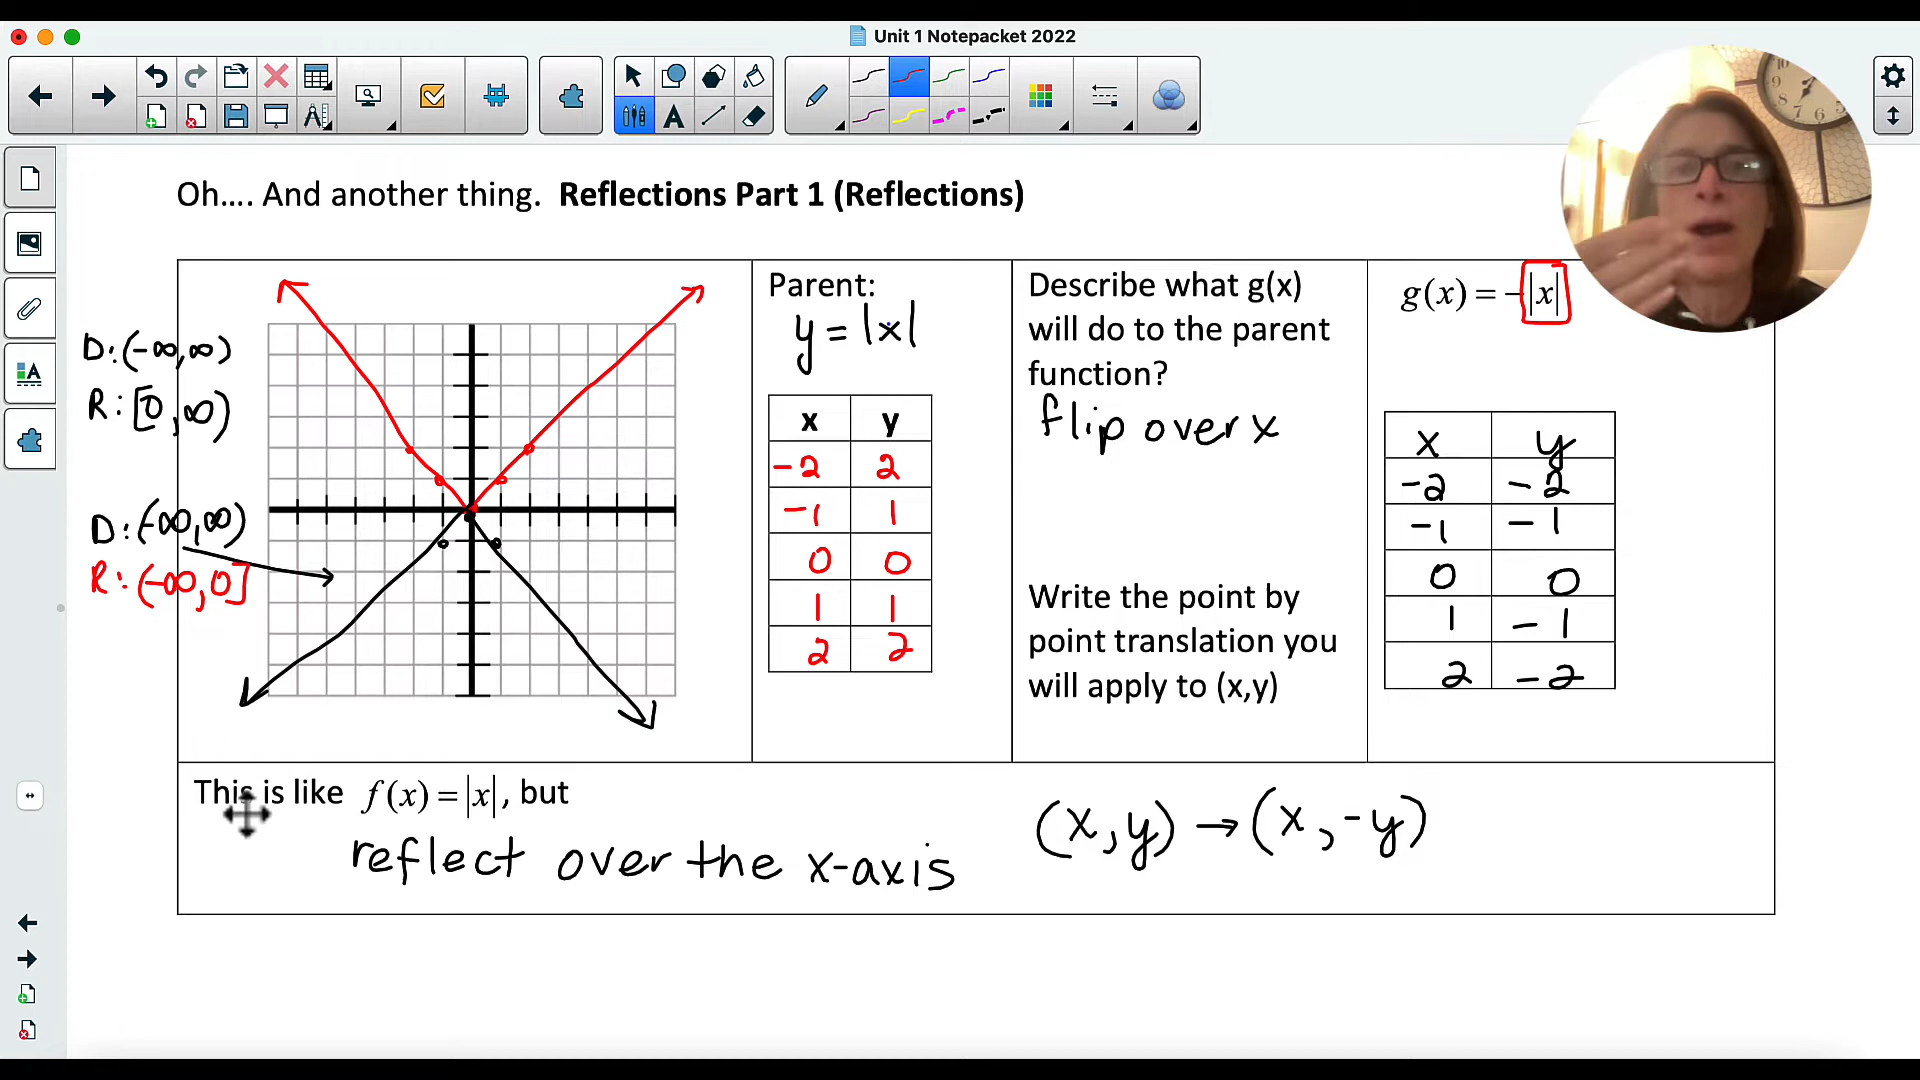 Unit 1 Notepacket 2022
Oh.... And another thing. Reflections Part 1 (Reflections)
D: (-∞,∞)
R: [0,∞)
D: (-∞,∞)
R: (-∞,0]
Parent:
y = |x|
x y
-2 2
-1 1
0 0
1 1
2 2
Describe what g(x)
will do to the parent
function?
flip over x
Write the point by
point translation you
will apply to (x,y)
g(x) = -|x|
x y
-2 -2
-1 -1
0 0
1 -1
2 -2
This is like f(x) = |x|, but
reflect over the x-axis
(x,y) → (x,-y)